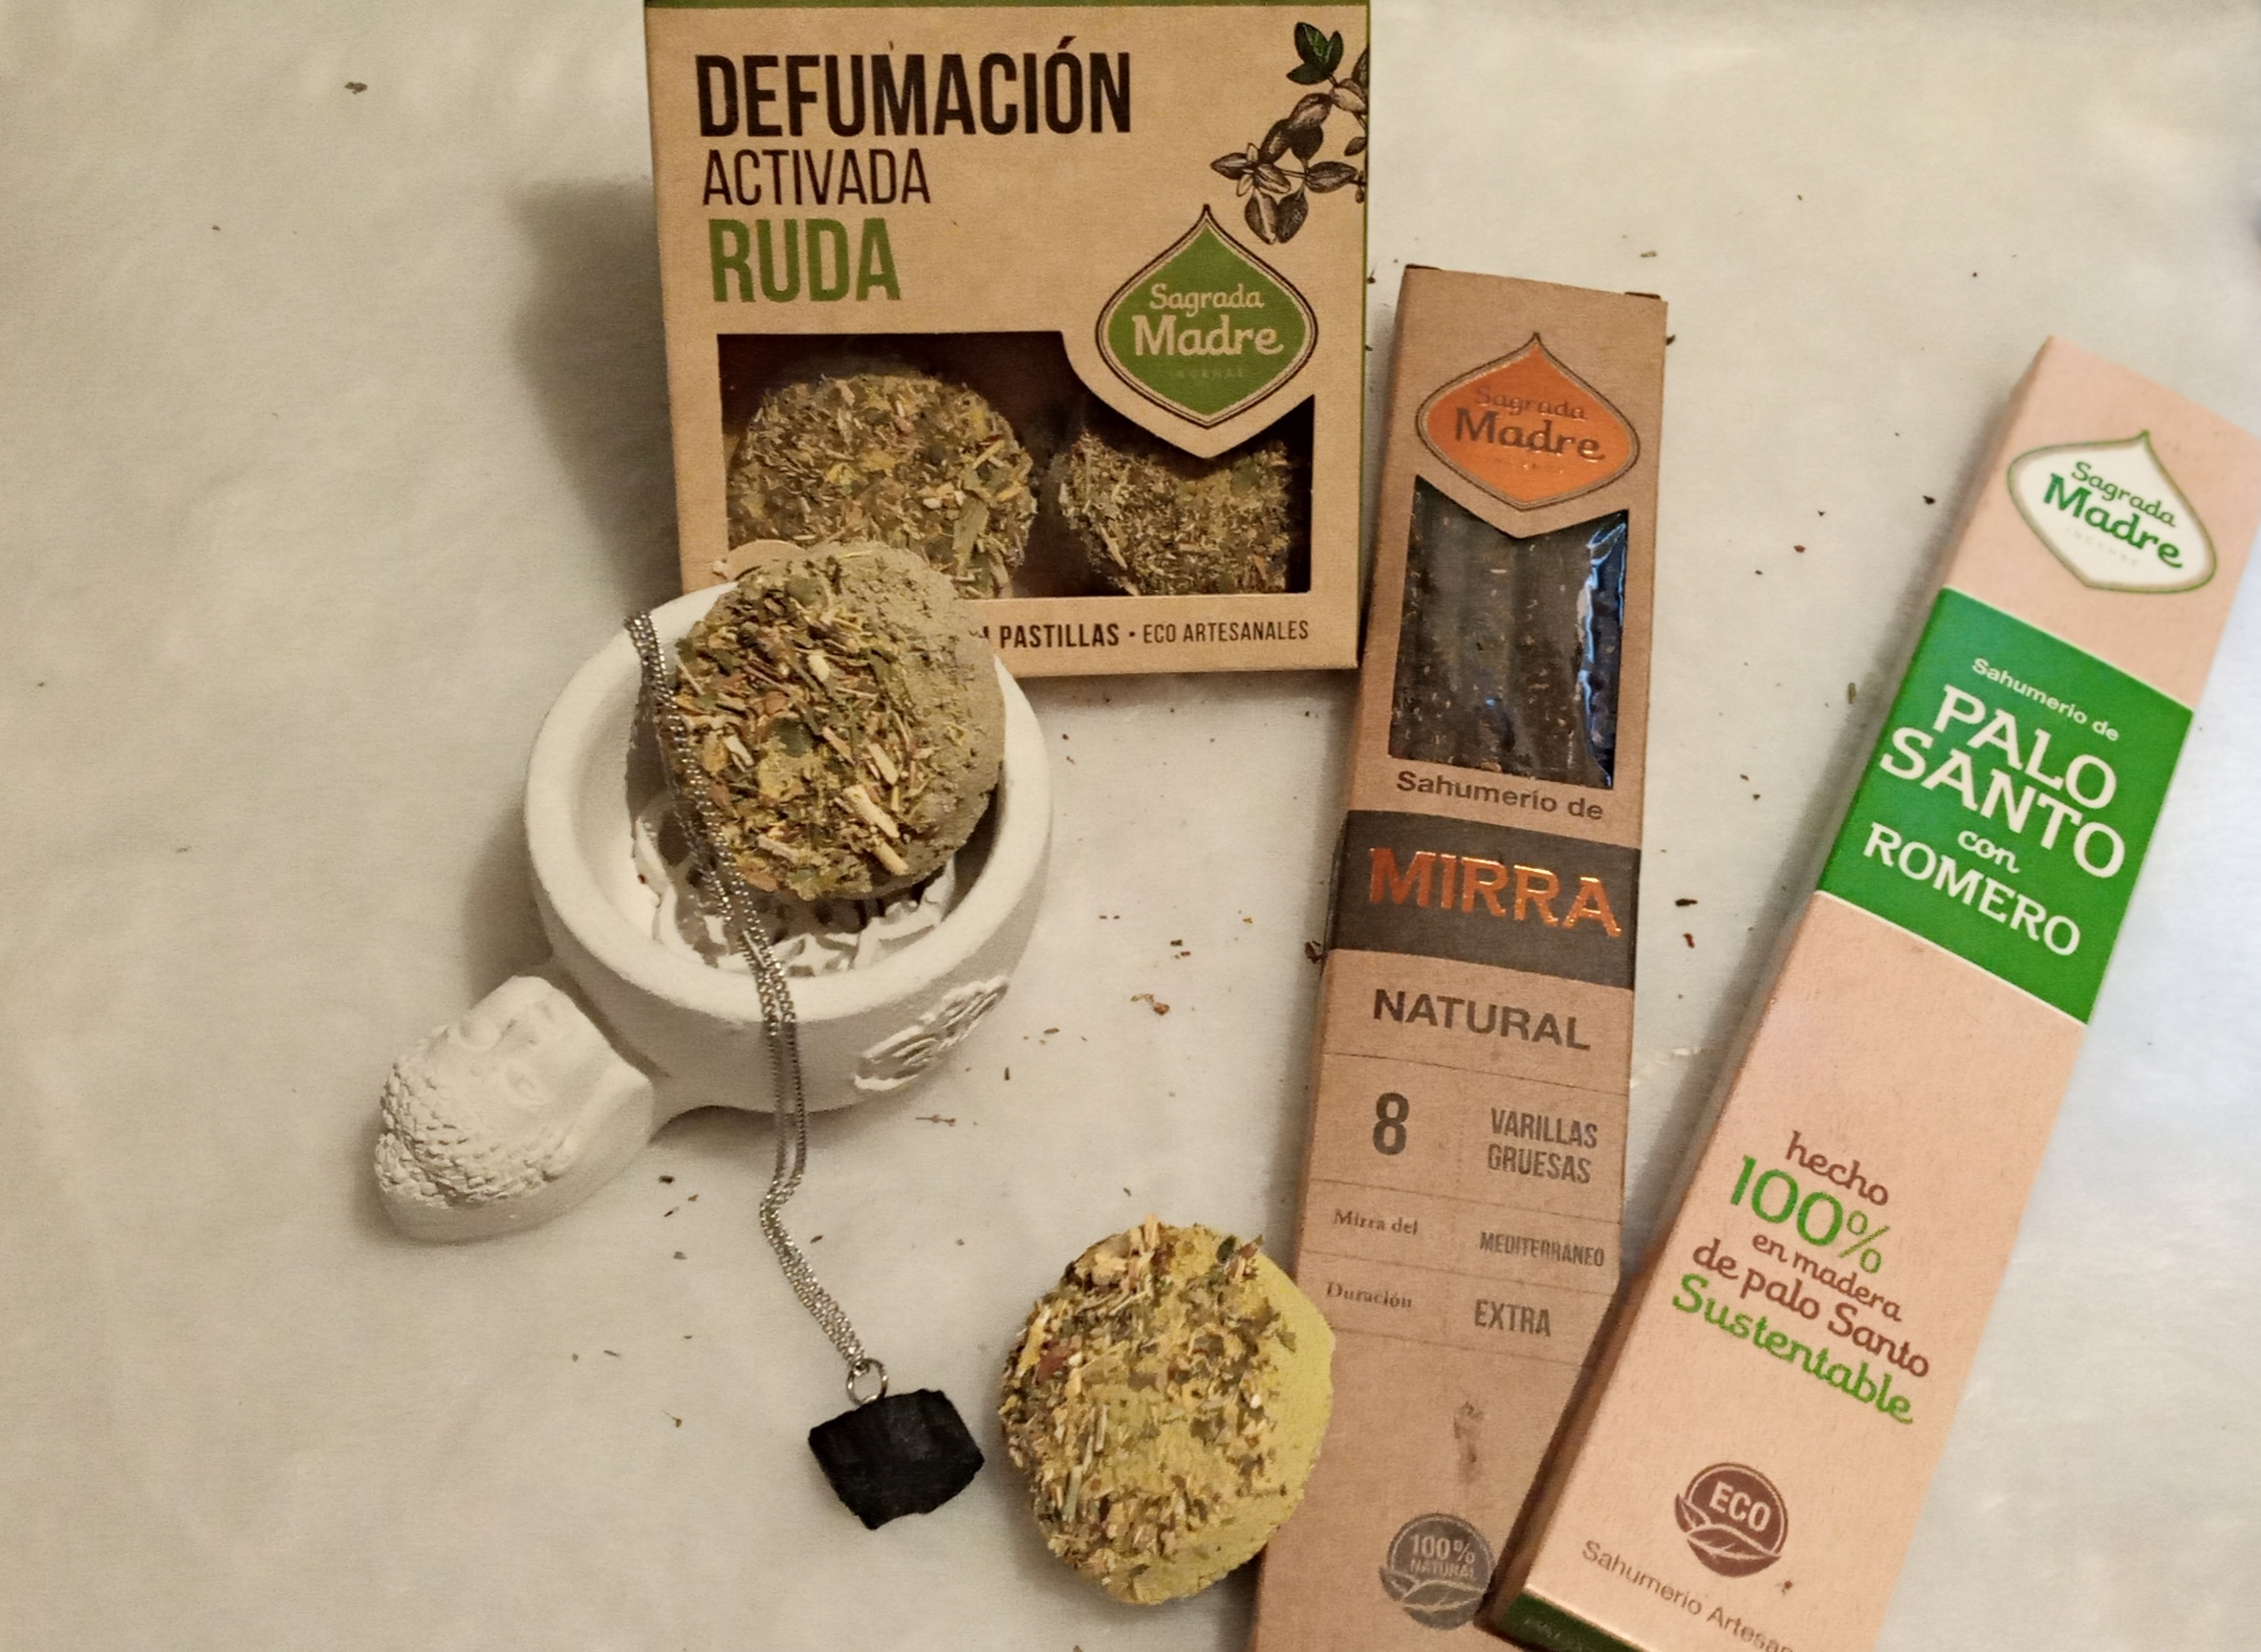 DEFUMACIÓN
ACTIVADA
RUDA
Sagrada
Madre
PASTILLAS • ECO ARTESANALES
Sagrada
Madre
Sahumerio de
MIRRA
NATURAL
8 VARILLAS
GRUESAS
Mirra del MEDITERRÁNEO
Duración EXTRA
100%
NATURAL
Sagrada
Madre
Sahumerio de
PALO
SANTO
con
ROMERO
hecho
100%
en madera
de palo Santo
Sustentable
ECO
Sahumerio